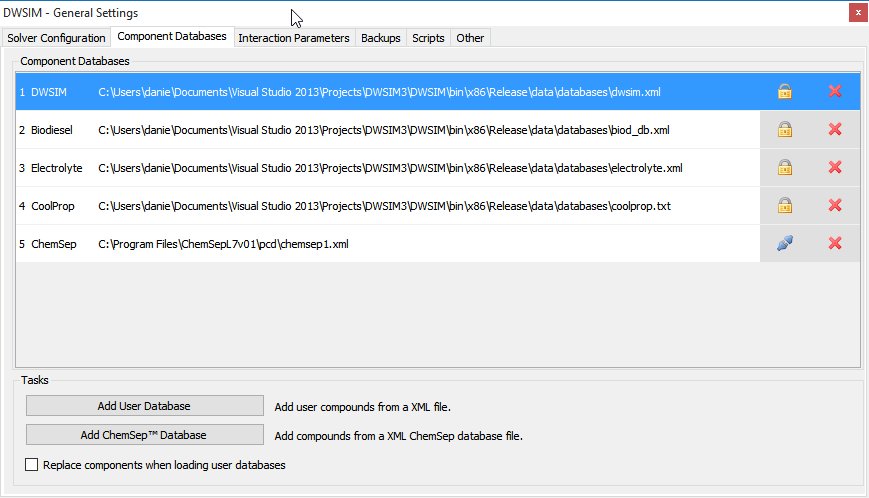 DWSIM - General Settings
x
Solver Configuration Component Databases Interaction Parameters Backups Scripts Other
Component Databases
1 DWSIM C:\Users\danie\Documents\Visual Studio 2013\Projects\DWSIM3\DWSIM\bin\x86\Release\data\databases\dwsim.xml
2 Biodiesel C:\Users\danie\Documents\Visual Studio 2013\Projects\DWSIM3\DWSIM\bin\x86\Release\data\databases\biod_db.xml
3 Electrolyte C:\Users\danie\Documents\Visual Studio 2013\Projects\DWSIM3\DWSIM\bin\x86\Release\data\databases\electrolyte.xml
4 CoolProp C:\Users\danie\Documents\Visual Studio 2013\Projects\DWSIM3\DWSIM\bin\x86\Release\data\databases\coolprop.txt
5 ChemSep C:\Program Files\ChemSepL7v01\pcd\chemsep1.xml
Tasks
Add User Database Add user compounds from a XML file.
Add ChemSep™ Database Add compounds from a XML ChemSep database file.
Replace components when loading user databases